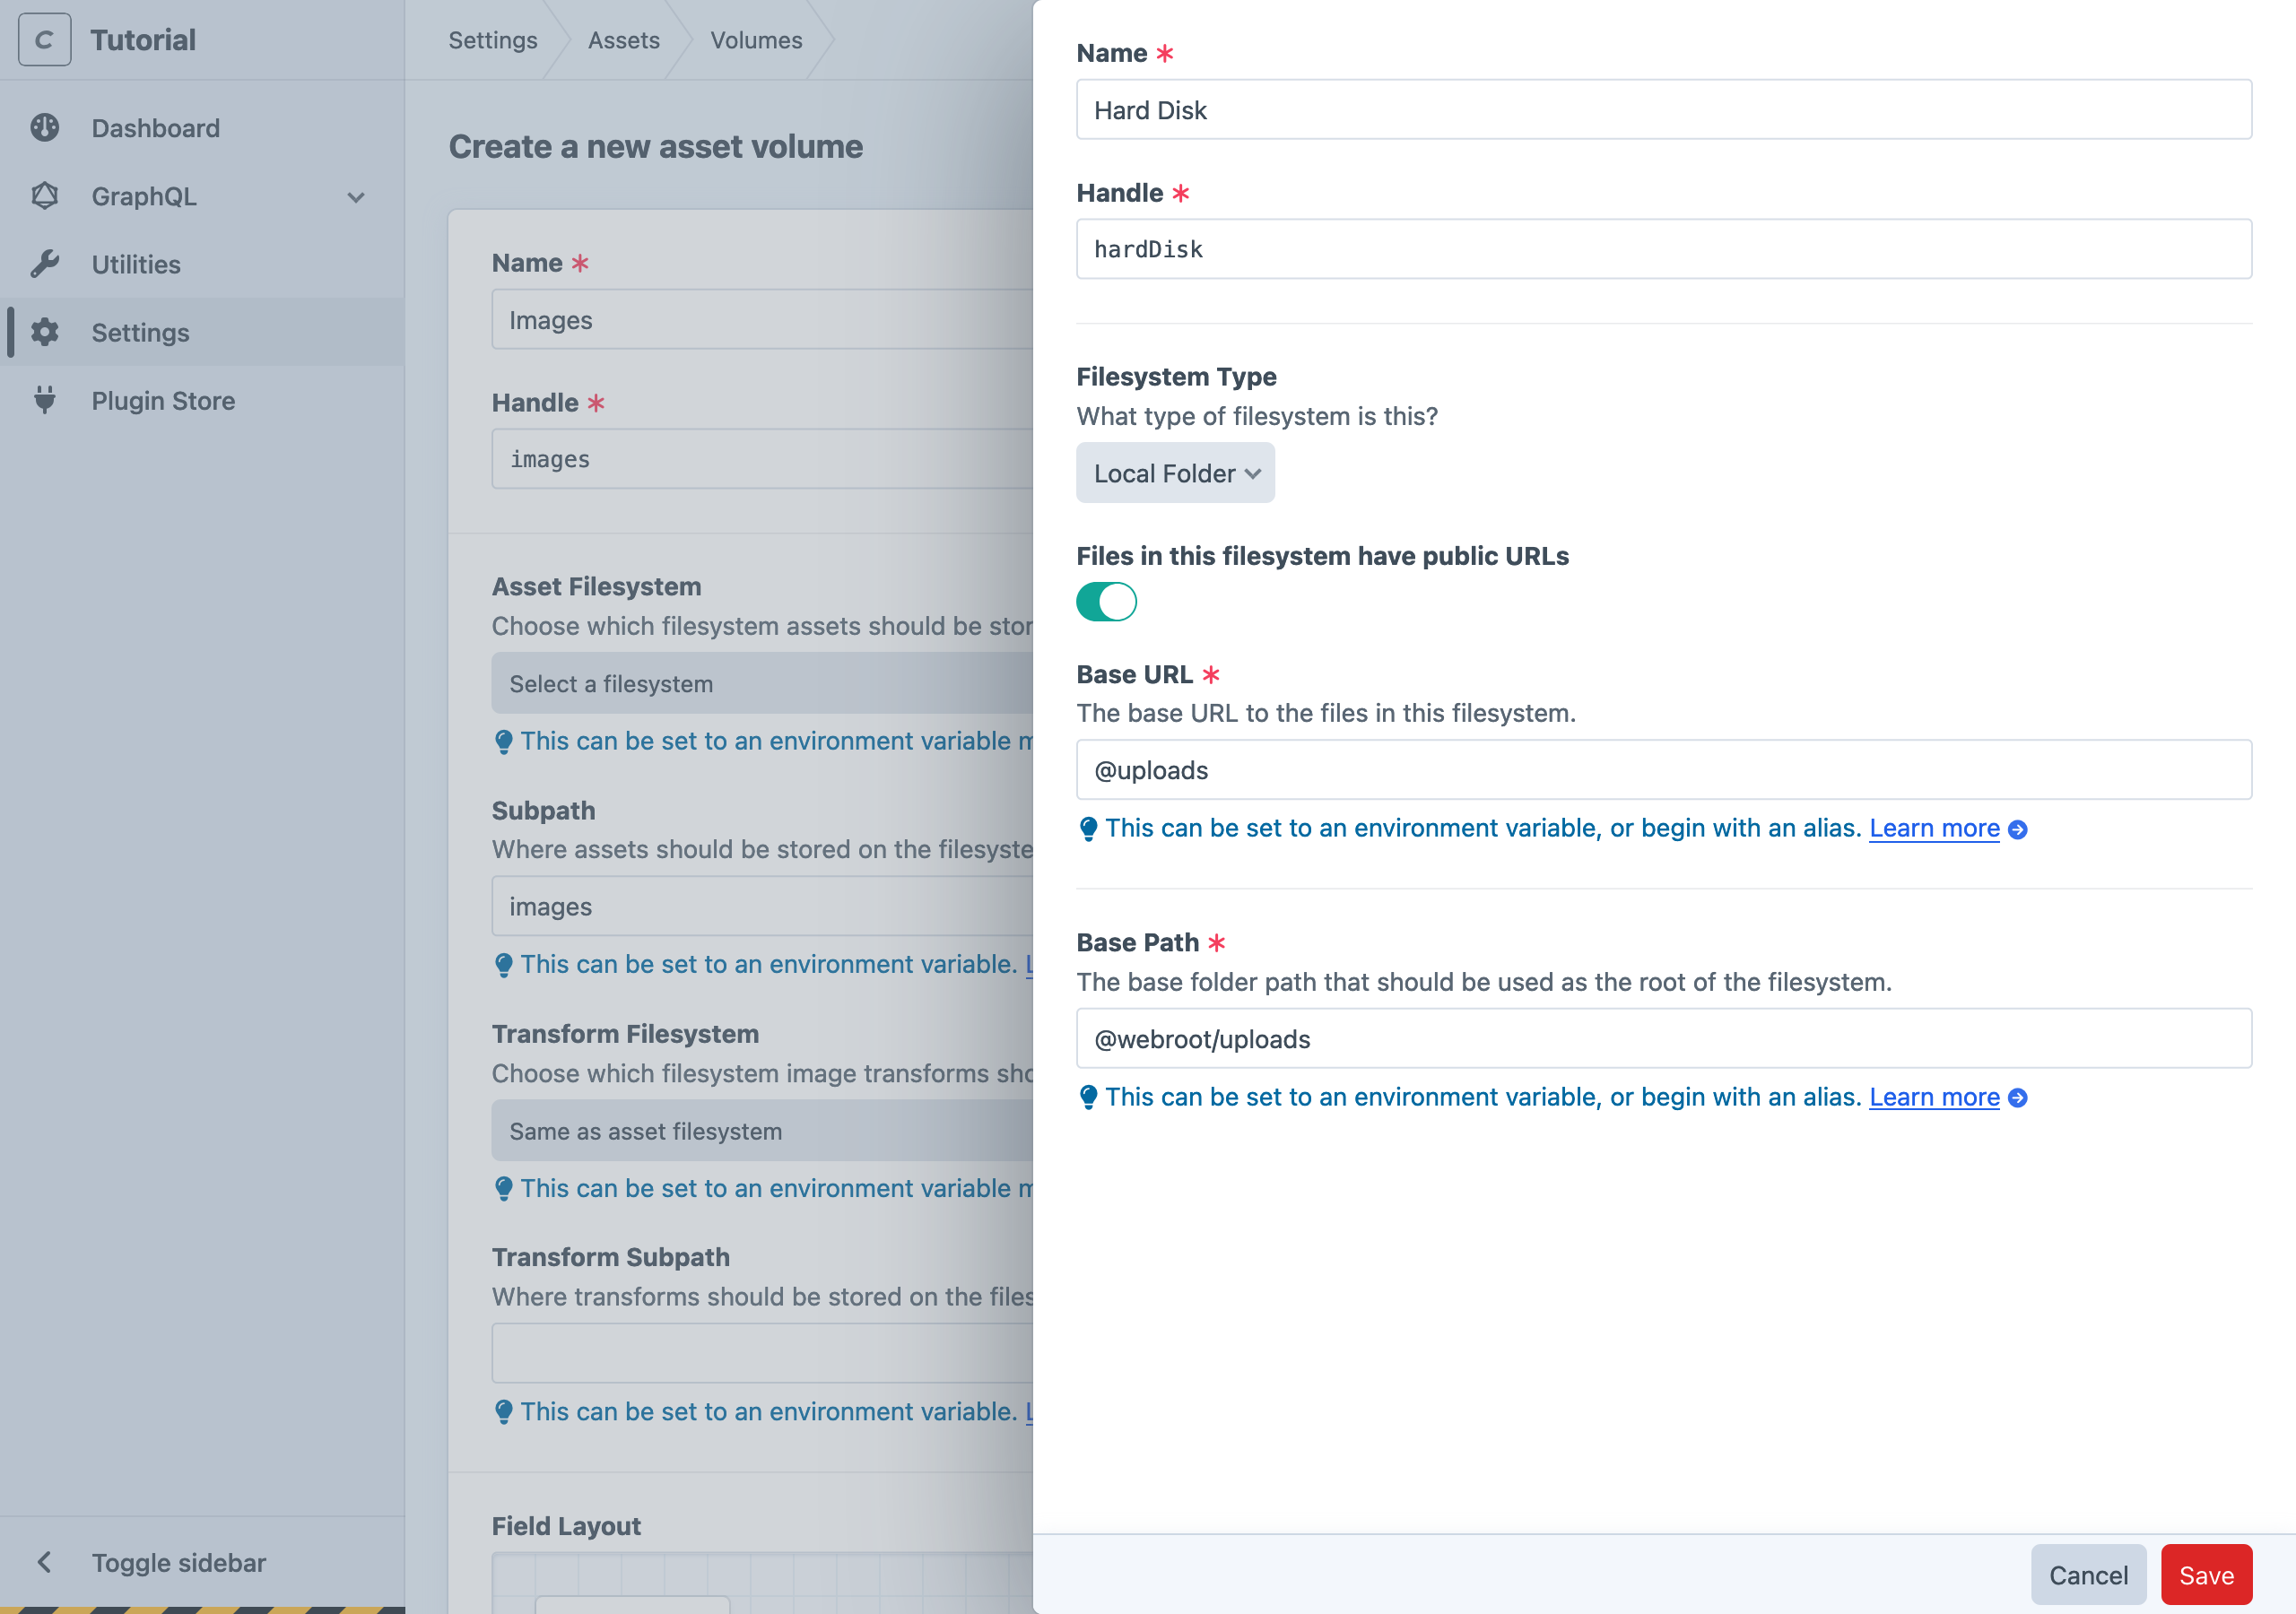 C
Tutorial
Dashboard
GraphQL
Utilities
Settings
Plugin Store
Toggle sidebar
Settings
Assets
Volumes
Create a new asset volume
Name *
Images
Handle *
images
Asset Filesystem
Choose which filesystem assets should be
Select a filesystem
This can be set to an environment variable
Subpath
Where assets should be stored on the
images
This can be set to an environment variable.
Transform Filesystem
Choose which filesystem image transforms
Same as asset filesystem
This can be set to an environment variable
Transform Subpath
Where transforms should be stored on the
This can be set to an environment variable.
Field Layout
Name *
Hard Disk
Handle *
hardDisk
Filesystem Type
What type of filesystem is this?
Local Folder
Files in this filesystem have public URLs
Base URL *
The base URL to the files in this filesystem.
@uploads
This can be set to an environment variable, or begin with an alias. Learn more
Base Path *
The base folder path that should be used as the root of the filesystem.
@webroot/uploads
This can be set to an environment variable, or begin with an alias. Learn more
Cancel
Save